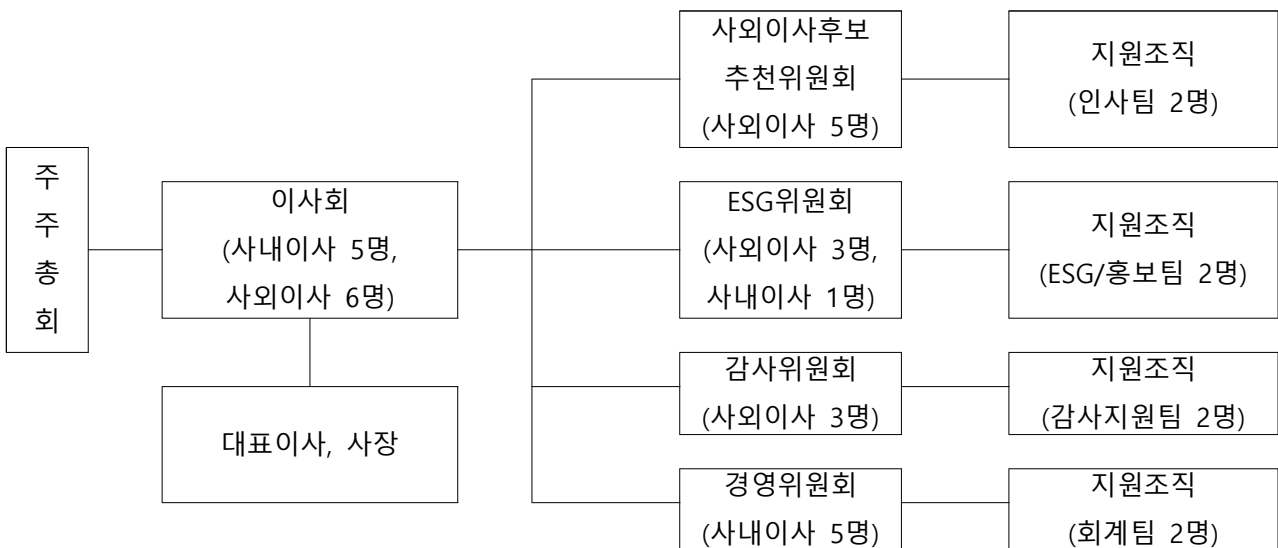 주
주
총
회
이사회
(사내이사 5명,
사외이사 6명)
대표이사, 사장
사외이사후보
추천위원회
(사외이사 5명)
지원조직
(인사팀 2명)
ESG위원회
(사외이사 3명,
사내이사 1명)
지원조직
(ESG/홍보팀 2명)
감사위원회
(사외이사 3명)
지원조직
(감사지원팀 2명)
경영위원회
(사내이사 5명)
지원조직
(회계팀 2명)